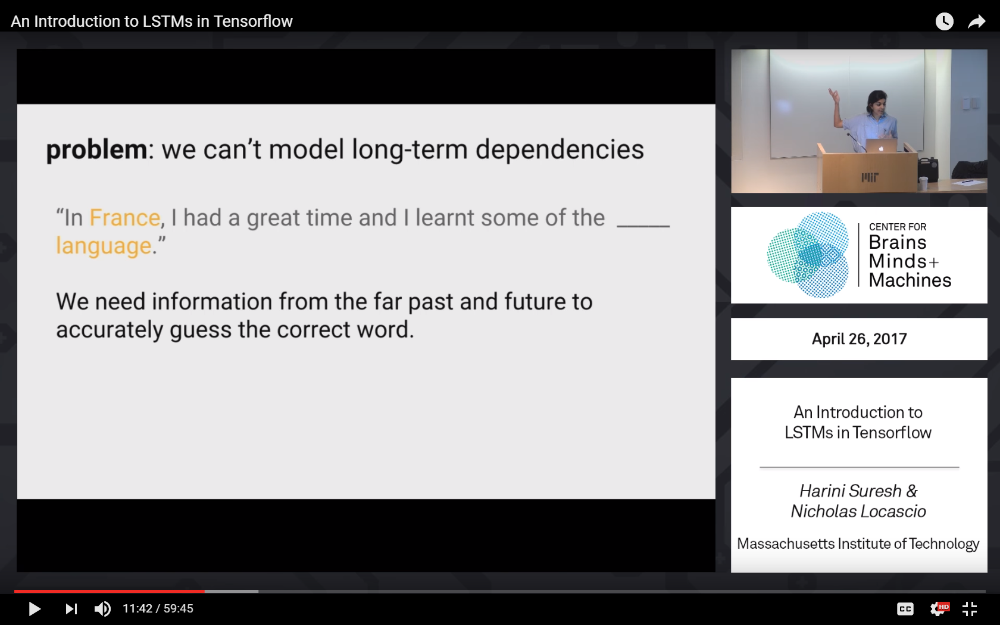 An Introduction to LSTMs in Tensorflow
problem: we can’t model long-term dependencies
“In France, I had a great time and I learnt some of the _____
language.”
We need information from the far past and future to
accurately guess the correct word.
MIT
CENTER FOR
Brains
Minds+
Machines
April 26, 2017
An Introduction to
LSTMs in Tensorflow
Harini Suresh &
Nicholas Locascio
Massachusetts Institute of Technology
11:42 / 59:45
CC
HD